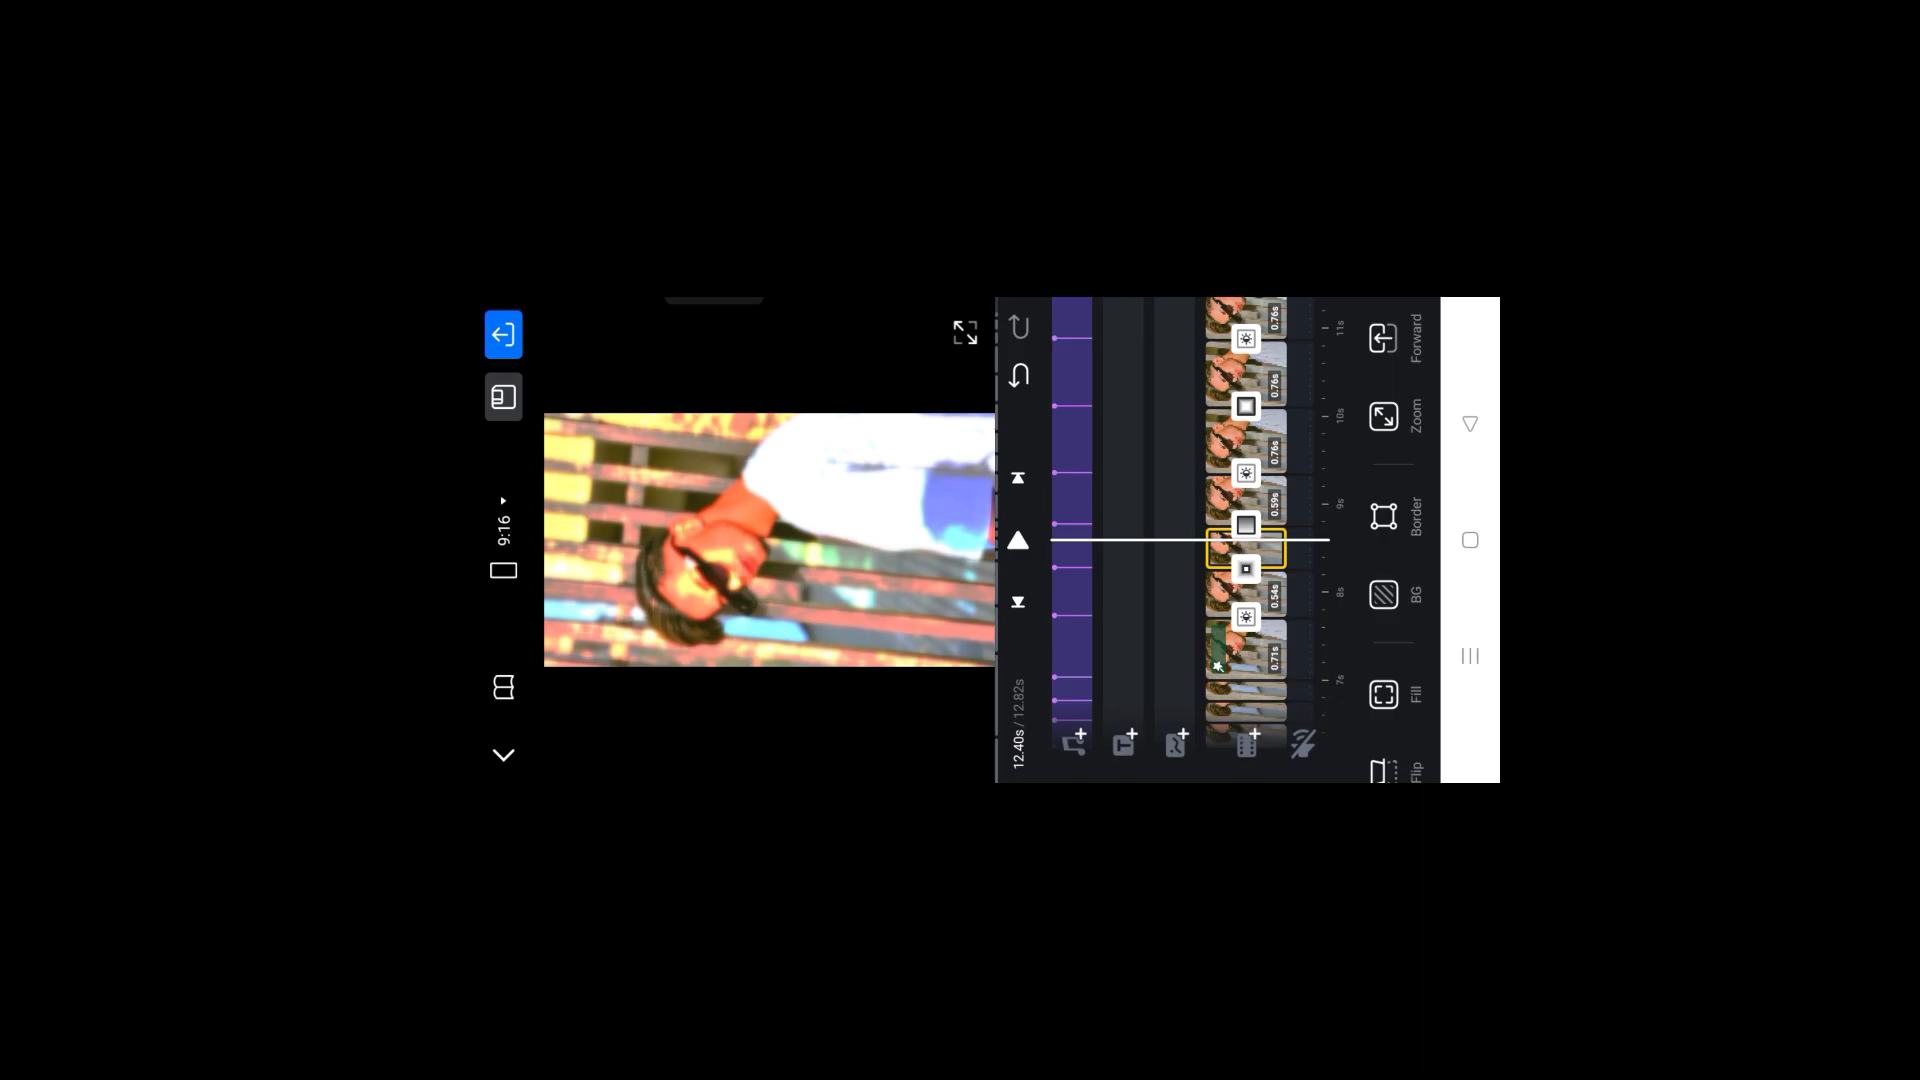 9:16
12.40s / 12.82s
0.71s
0.54s
0.59s
0.76s
0.76s
0.76s
7s
8s
9s
10s
11s
Flip
Fill
BG
Border
Zoom
Forward